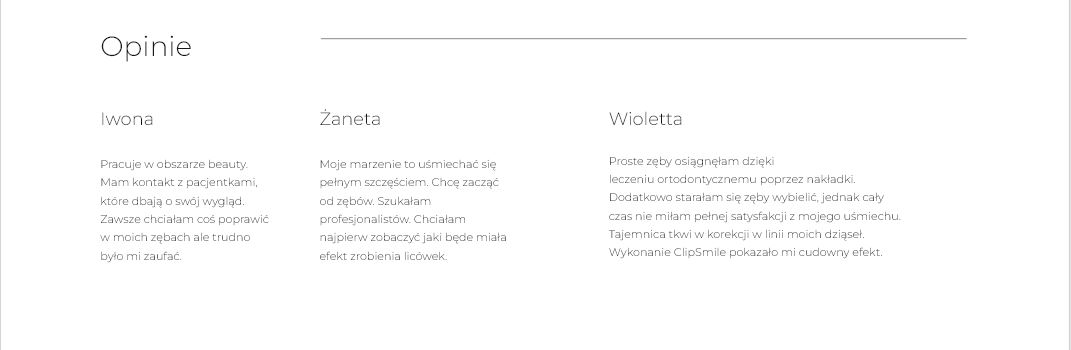 Opinie
Iwona
Pracuje w obszarze beauty.
Mam kontakt z pacjentkami,
które dbają o swój wygląd.
Zawsze chciałam coś poprawić
w moich zębach ale trudno
było mi zaufać.
Żaneta
Moje marzenie to uśmiechać się
pełnym szczęściem. Chcę zacząć
od zębów. Szukałam
profesjonalistów. Chciałam
najpierw zobaczyć jaki będe miała
efekt zrobienia licówek.
Wioletta
Proste zęby osiągnęłam dzięki
leczeniu ortodontycznemu poprzez nakładki.
Dodatkowo starałam się zęby wybielić, jednak cały
czas nie miłam pełnej satysfakcji z mojego uśmiechu.
Tajemnica tkwi w korekcji w linii moich dziąseł.
Wykonanie ClipSmile pokazało mi cudowny efekt.